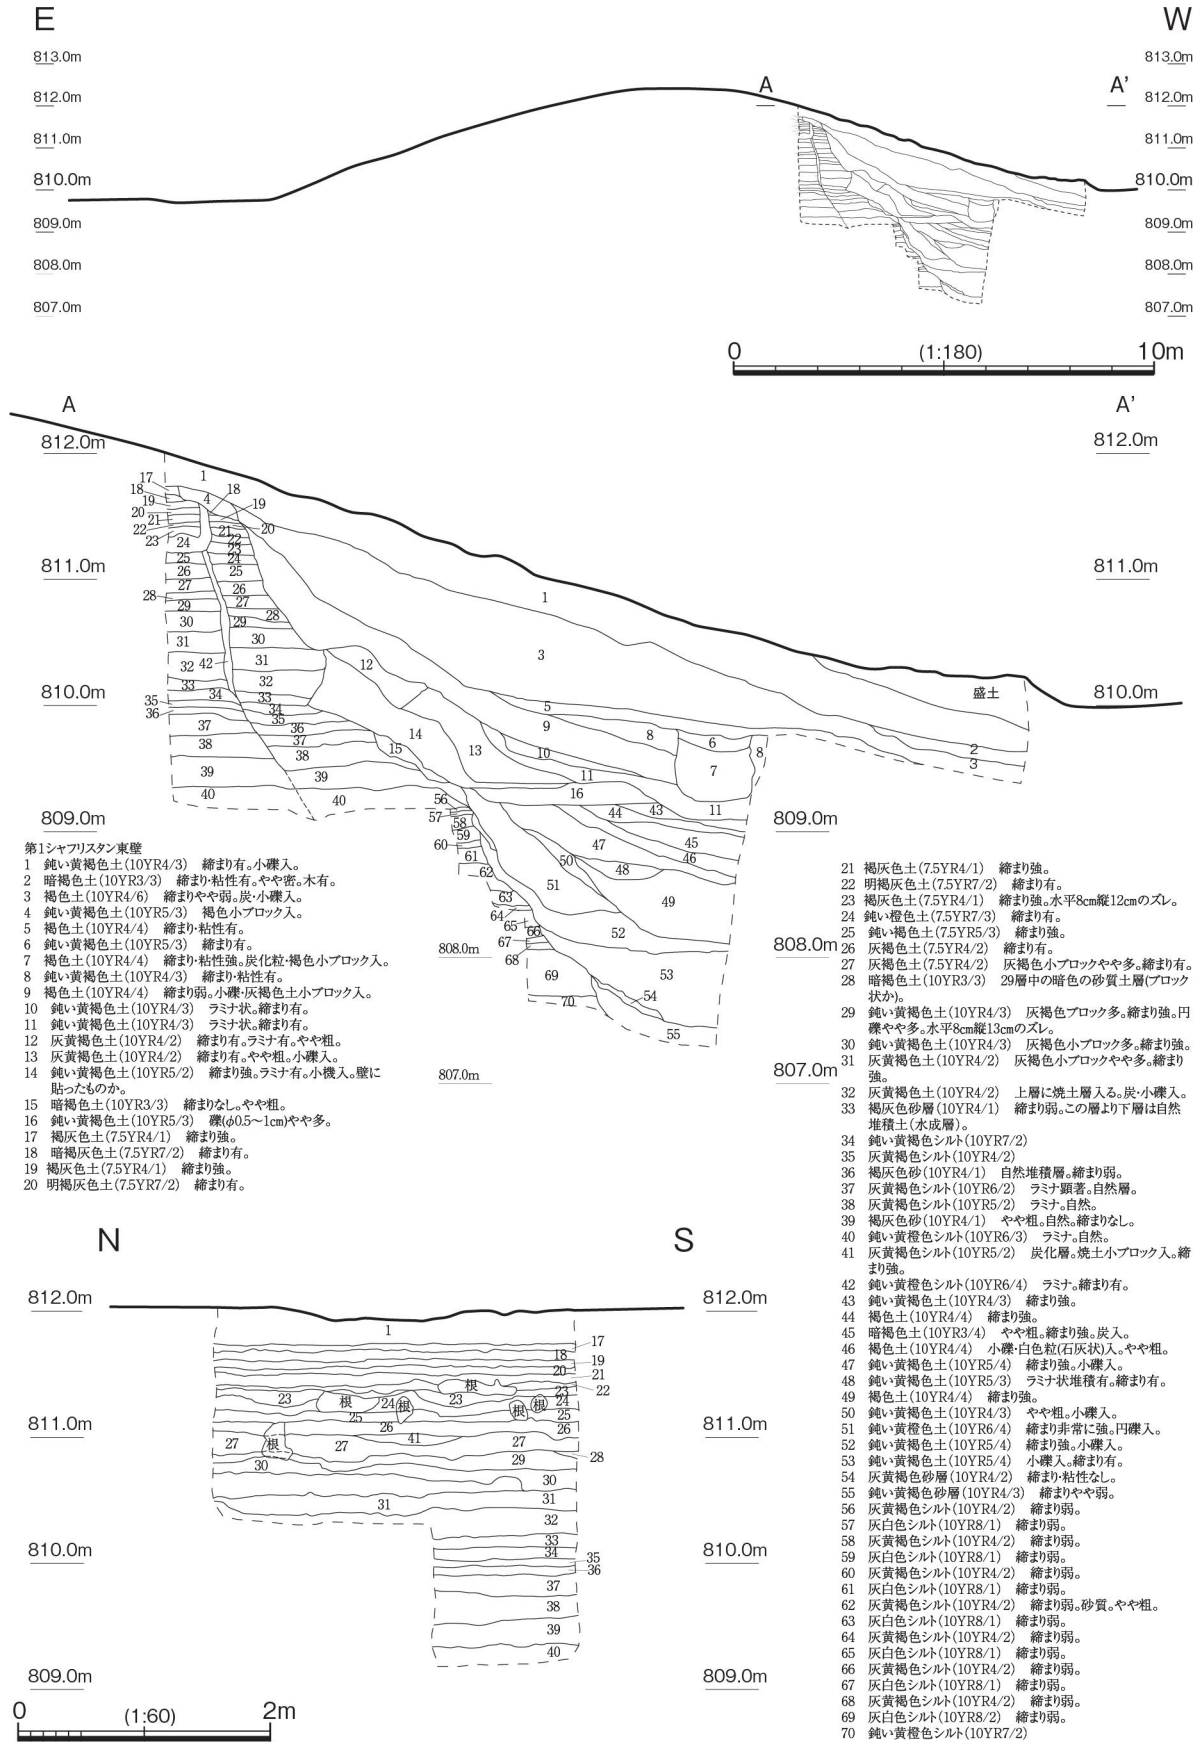 E
W
813.0m
813.0m
812.0m
A
A'
812.0m
811.0m
811.0m
810.0m
810.0m
809.0m
809.0m
808.0m
808.0m
807.0m
807.0m
0 (1:180) 10m
A
A'
812.0m
812.0m
811.0m
811.0m
810.0m
810.0m
809.0m
809.0m
808.0m
808.0m
807.0m
807.0m
盛土
第1シャフリスタン東壁
1 鈍い黄褐色土(10YR4/3) 締まり有。小礫入。
2 暗褐色土(10YR3/3) 締まり・粘性有。やや密。木有。
3 褐色土(10YR4/6) 締まりやや弱。炭・小礫入。
4 鈍い黄褐色土(10YR5/3) 褐色小ブロック入。
5 褐色土(10YR4/4) 締まり・粘性有。
6 鈍い黄褐色土(10YR5/3) 締まり有。
7 褐色土(10YR4/4) 締まり・粘性強。炭化粒・褐色小ブロック入。
8 鈍い黄褐色土(10YR4/3) 締まり・粘性有。
9 褐色土(10YR4/4) 締まり弱。小礫・灰褐色土小ブロック入。
10 鈍い黄褐色土(10YR4/3) ラミナ状。締まり有。
11 鈍い黄褐色土(10YR4/3) ラミナ状。締まり有。
12 灰黄褐色土(10YR4/2) 締まり有。ラミナ有。やや粗。
13 灰黄褐色土(10YR4/2) 締まり有。やや粗。小礫入。
14 鈍い黄褐色土(10YR5/2) 締まり強。ラミナ有。小機入。壁に
貼ったものか。
15 暗褐色土(10YR3/3) 締まりなし。やや粗。
16 鈍い黄褐色土(10YR5/3) 礫(φ0.5～1cm)やや多。
17 褐灰色土(7.5YR4/1) 締まり強。
18 暗褐灰色土(7.5YR7/2) 締まり有。
19 褐灰色土(7.5YR4/1) 締まり強。
20 明褐灰色土(7.5YR7/2) 締まり有。
21 褐灰色土(7.5YR4/1) 締まり強。
22 明褐灰色土(7.5YR7/2) 締まり有。
23 褐灰色土(7.5YR4/1) 締まり強。水平8cm縦12cmのズレ。
24 鈍い橙色土(7.5YR7/3) 締まり有。
25 鈍い褐色土(7.5YR5/3) 締まり強。
26 灰褐色土(7.5YR4/2) 締まり有。
27 灰褐色土(7.5YR4/2) 灰褐色小ブロックやや多。締まり有。
28 暗褐色土(10YR3/3) 29層中の暗色の砂質土層(ブロック
状か)。
29 鈍い黄褐色土(10YR4/3) 灰褐色ブロック多。締まり強。円
礫やや多。水平8cm縦13cmのズレ。
30 鈍い黄褐色土(10YR4/3) 灰褐色小ブロック多。締まり強。
31 灰黄褐色土(10YR4/2) 灰褐色小ブロックやや多。締まり
強。
32 灰黄褐色土(10YR4/2) 上層に焼土層入る。炭・小礫入。
33 褐灰色砂層(10YR4/1) 締まり弱。この層より下層は自然
堆積土(水成層)。
34 鈍い黄褐色シルト(10YR7/2)
35 灰黄褐色シルト(10YR4/2)
36 褐灰色砂(10YR4/1) 自然堆積層。締まり弱。
37 灰黄褐色シルト(10YR6/2) ラミナ顕著。自然層。
38 灰黄褐色シルト(10YR5/2) ラミナ。自然。
39 褐灰色砂(10YR4/1) やや粗。自然。締まりなし。
40 鈍い黄橙色シルト(10YR6/3) ラミナ。自然。
41 灰黄褐色シルト(10YR5/2) 炭化層。焼土小ブロック入。締
まり強。
42 鈍い黄橙色シルト(10YR6/4) ラミナ。締まり有。
43 鈍い黄褐色土(10YR4/3) 締まり強。
44 褐色土(10YR4/4) 締まり強。
45 暗褐色土(10YR3/4) やや粗。締まり強。炭入。
46 褐色土(10YR4/4) 小礫・白色粒(石灰状)入。やや粗。
47 鈍い黄褐色土(10YR5/4) 締まり強。小礫入。
48 鈍い黄褐色土(10YR5/3) ラミナ状堆積有。締まり有。
49 褐色土(10YR4/4) 締まり強。
50 鈍い黄褐色土(10YR4/3) やや粗。小礫入。
51 鈍い黄橙色土(10YR6/4) 締まり非常に強。円礫入。
52 鈍い黄褐色土(10YR5/4) 締まり強。小礫入。
53 鈍い黄褐色土(10YR5/4) 小礫入。締まり有。
54 灰黄褐色砂層(10YR4/2) 締まり・粘性なし。
55 鈍い黄褐色砂層(10YR4/3) 締まりやや弱。
56 灰黄褐色シルト(10YR4/2) 締まり弱。
57 灰白色シルト(10YR8/1) 締まり弱。
58 灰黄褐色シルト(10YR4/2) 締まり弱。
59 灰白色シルト(10YR8/1) 締まり弱。
60 灰黄褐色シルト(10YR4/2) 締まり弱。
61 灰白色シルト(10YR8/1) 締まり弱。
62 灰黄褐色シルト(10YR4/2) 締まり弱。砂質。やや粗。
63 灰白色シルト(10YR8/1) 締まり弱。
64 灰黄褐色シルト(10YR4/2) 締まり弱。
65 灰白色シルト(10YR8/1) 締まり弱。
66 灰黄褐色シルト(10YR4/2) 締まり弱。
67 灰白色シルト(10YR8/1) 締まり弱。
68 灰黄褐色シルト(10YR4/2) 締まり弱。
69 灰白色シルト(10YR8/2) 締まり弱。
70 鈍い黄橙色シルト(10YR7/2)
N
S
812.0m
812.0m
811.0m
811.0m
810.0m
810.0m
809.0m
809.0m
根
根
根
根
根
根
0 (1:60) 2m